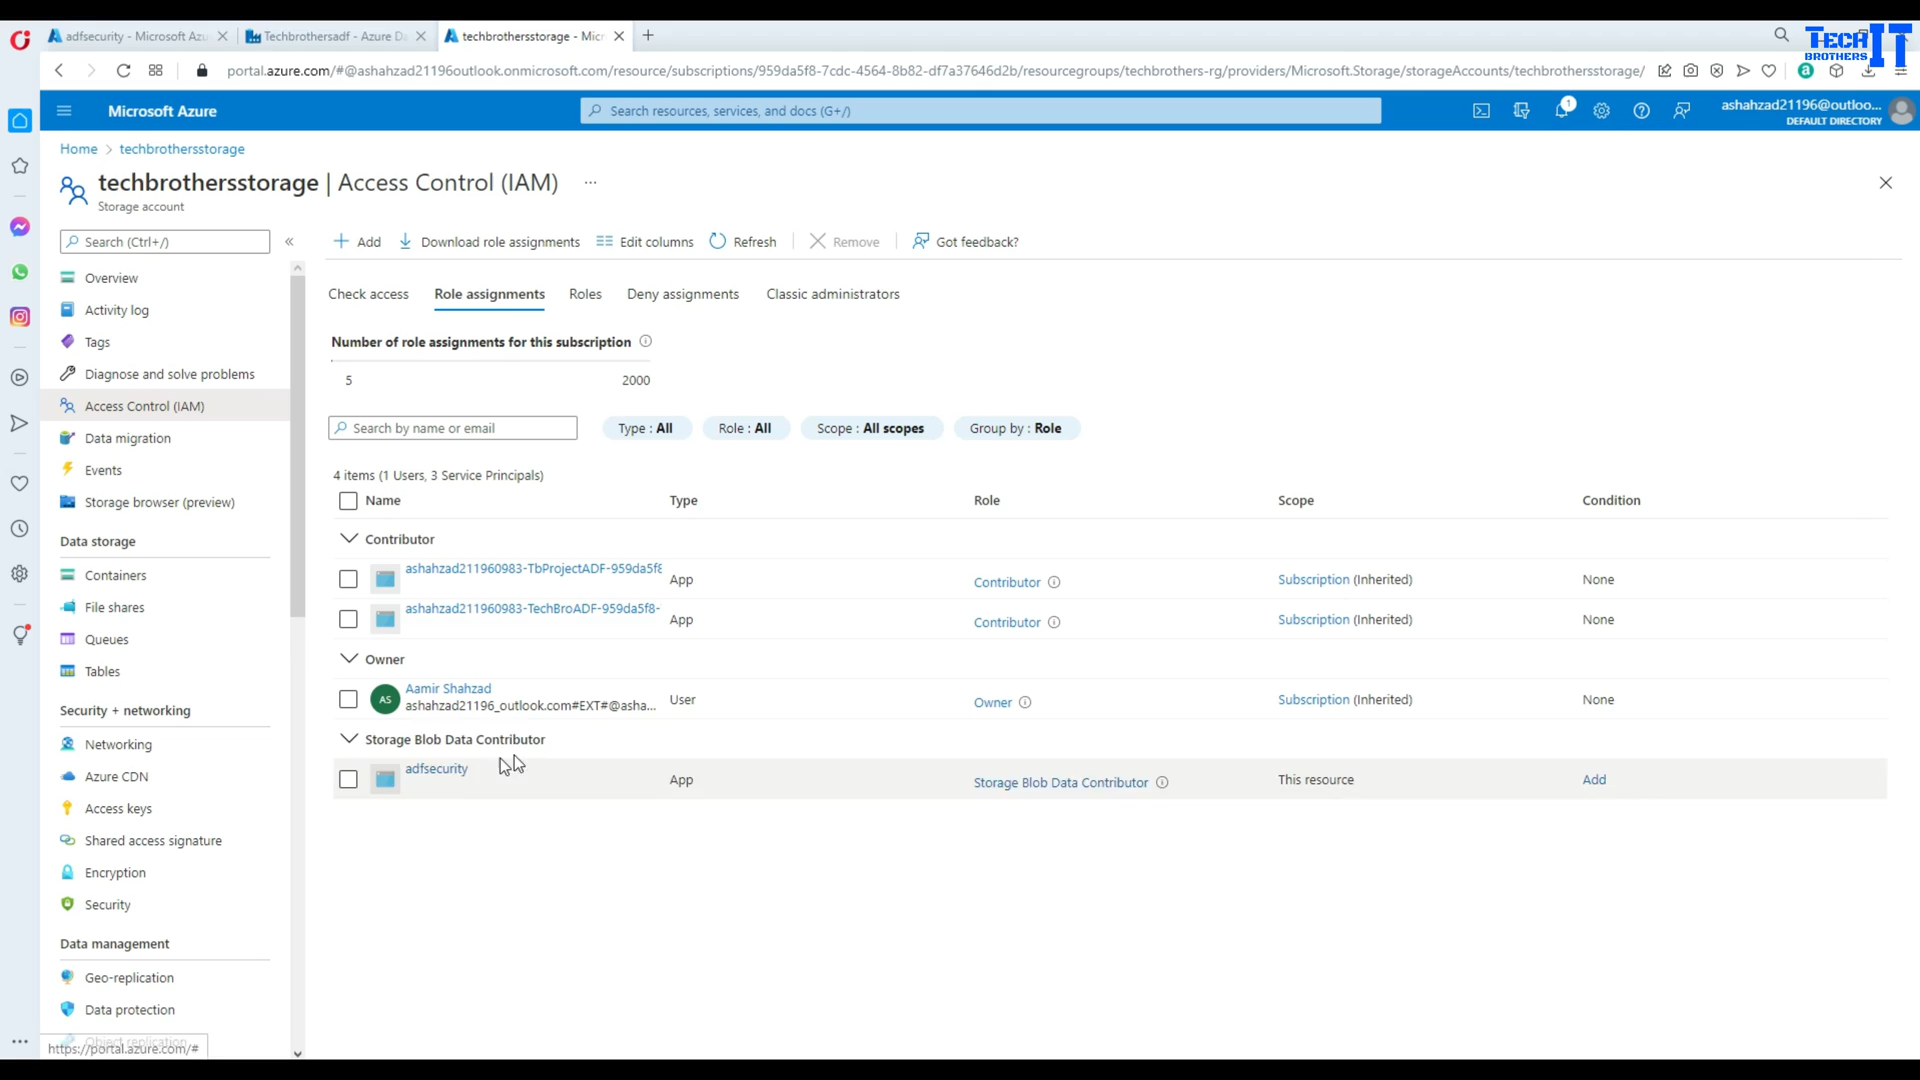 adfsecurity - Microsoft Azu
Techbrothersadf - Azure Da
techbrothersstorage - Micr
TECH IT
BROTHERS
portal.azure.com/#@ashahzad21196outlook.onmicrosoft.com/resource/subscriptions/959da5f8-7cdc-4564-8b82-df7a37646d2b/resourcegroups/techbrothers-rg/providers/Microsoft.Storage/storageAccounts/techbrothersstorage/
Microsoft Azure
Search resources, services, and docs (G+/)
1
ashahzad21196@outloo...
DEFAULT DIRECTORY
Home > techbrothersstorage
techbrothersstorage | Access Control (IAM) ...
Storage account
Search (Ctrl+/)
«
Add
Download role assignments
Edit columns
Refresh
Remove
Got feedback?
Overview
Activity log
Tags
Diagnose and solve problems
Access Control (IAM)
Data migration
Events
Storage browser (preview)
Data storage
Containers
File shares
Queues
Tables
Security + networking
Networking
Azure CDN
Access keys
Shared access signature
Encryption
Security
Data management
Geo-replication
Data protection
Object replication
https://portal.azure.com/#
Check access
Role assignments
Roles
Deny assignments
Classic administrators
Number of role assignments for this subscription
5 2000
Search by name or email
Type : All
Role : All
Scope : All scopes
Group by : Role
4 items (1 Users, 3 Service Principals)
Name Type Role Scope Condition
Contributor
ashahzad211960983-TbProjectADF-959da5f8 App Contributor Subscription (Inherited) None
ashahzad211960983-TechBroADF-959da5f8- App Contributor Subscription (Inherited) None
Owner
AS Aamir Shahzad User Owner Subscription (Inherited) None
ashahzad21196_outlook.com#EXT#@asha...
Storage Blob Data Contributor
adfsecurity App Storage Blob Data Contributor This resource Add